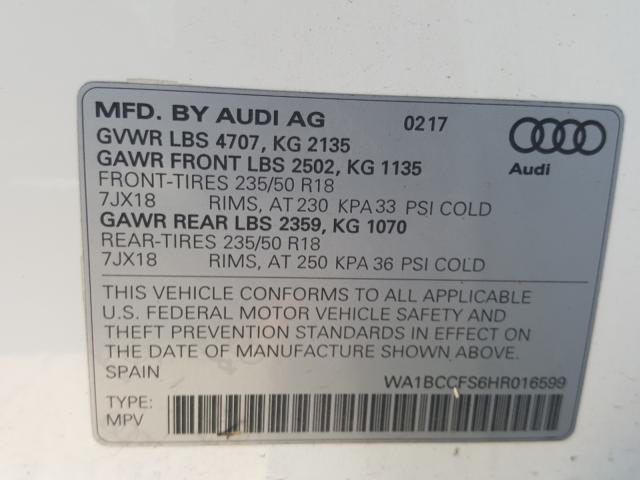 MFD. BY AUDI AG 0217
GVWR LBS 4707, KG 2135
GAWR FRONT LBS 2502, KG 1135
FRONT-TIRES 235/50 R18
7JX18 RIMS, AT 230 KPA 33 PSI COLD
GAWR REAR LBS 2359, KG 1070
REAR-TIRES 235/50 R18
7JX18 RIMS, AT 250 KPA 36 PSI COLD
Audi
THIS VEHICLE CONFORMS TO ALL APPLICABLE
U.S. FEDERAL MOTOR VEHICLE SAFETY AND
THEFT PREVENTION STANDARDS IN EFFECT ON
THE DATE OF MANUFACTURE SHOWN ABOVE.
SPAIN WA1BCCFS6HR016599
TYPE:
MPV